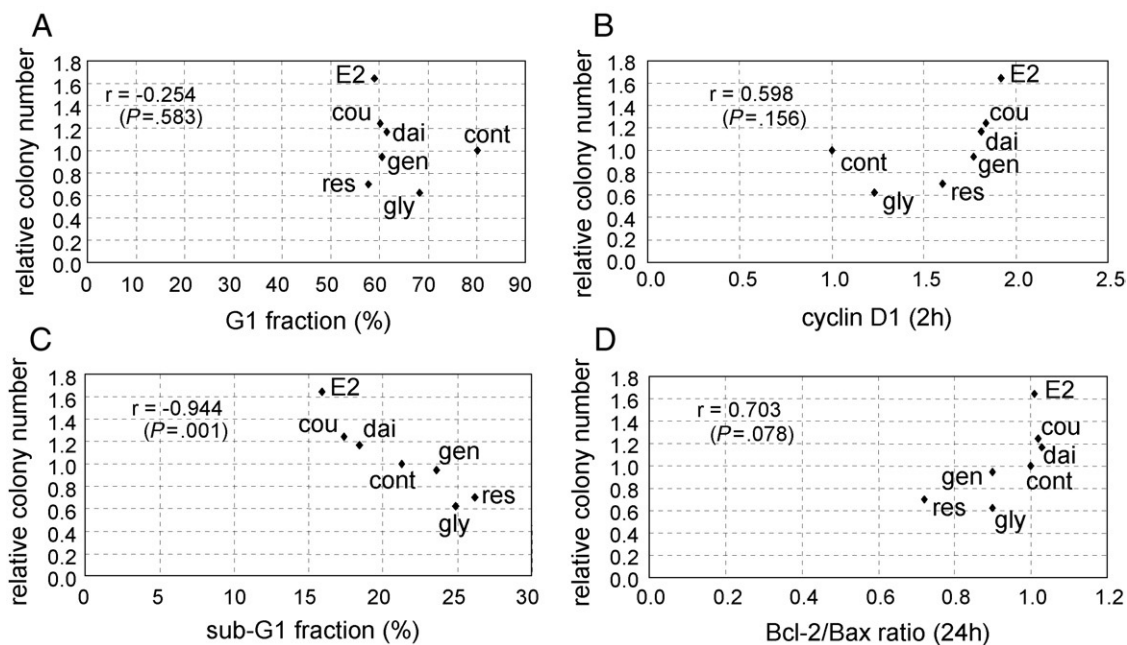 A
relative colony number
1.8
1.6
1.4
1.2
1.0
0.8
0.6
0.4
0.2
0.0
r = -0.254
(P=.583)
E2
cou
dai
cont
gen
res
gly
0 10 20 30 40 50 60 70 80 90
G1 fraction (%)
B
relative colony number
1.8
1.6
1.4
1.2
1.0
0.8
0.6
0.4
0.2
0.0
r = 0.598
(P=.156)
E2
cou
dai
cont
gen
res
gly
0.0 0.5 1.0 1.5 2.0 2.5
cyclin D1 (2h)
C
relative colony number
1.8
1.6
1.4
1.2
1.0
0.8
0.6
0.4
0.2
0.0
r = -0.944
(P=.001)
E2
cou
dai
gen
cont
res
gly
0 5 10 15 20 25 30
sub-G1 fraction (%)
D
relative colony number
1.8
1.6
1.4
1.2
1.0
0.8
0.6
0.4
0.2
0.0
r = 0.703
(P=.078)
E2
cou
dai
gen
cont
res
gly
0.0 0.2 0.4 0.6 0.8 1.0 1.2
Bcl-2/Bax ratio (24h)